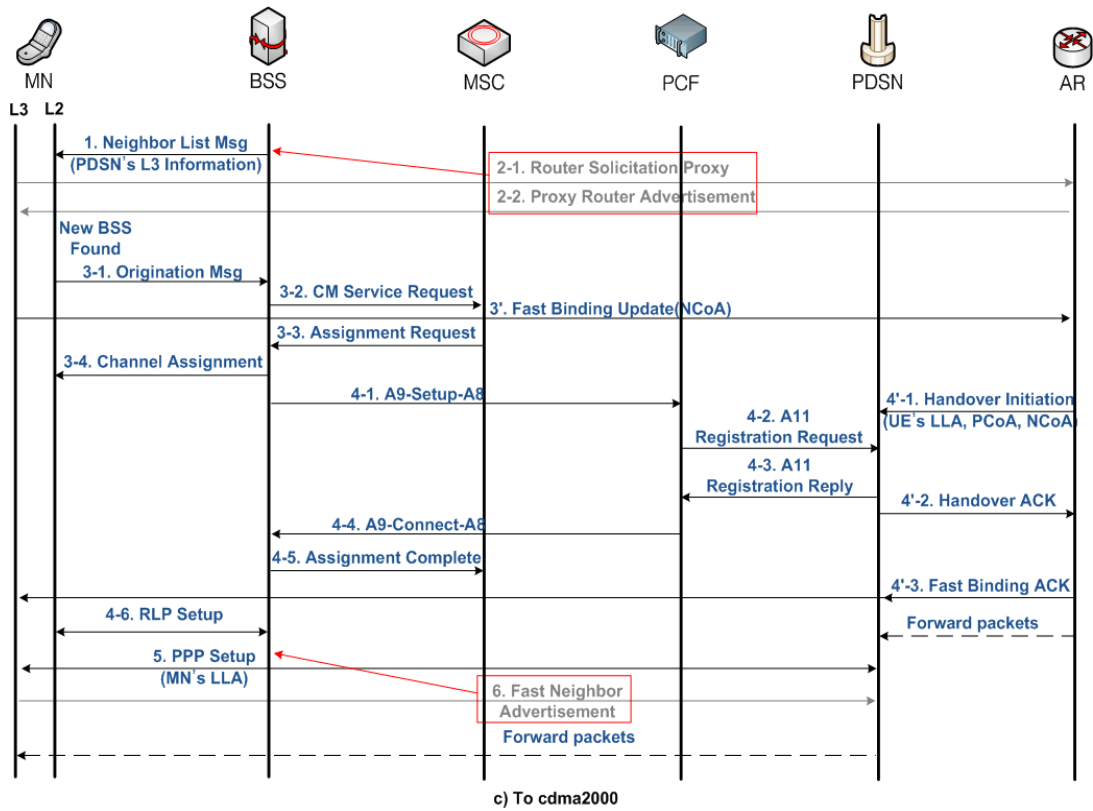 MN
BSS
MSC
PCF
PDSN
AR
L3
L2
1. Neighbor List Msg
(PDSN's L3 Information)
2-1. Router Solicitation Proxy
2-2. Proxy Router Advertisement
New BSS
Found
3-1. Origination Msg
3-2. CM Service Request
3'. Fast Binding Update(NCoA)
3-3. Assignment Request
3-4. Channel Assignment
4-1. A9-Setup-A8
4'-1. Handover Initiation
(UE's LLA, PCoA, NCoA)
4-2. A11
Registration Request
4-3. A11
Registration Reply
4'-2. Handover ACK
4-4. A9-Connect-A8
4-5. Assignment Complete
4'-3. Fast Binding ACK
4-6. RLP Setup
Forward packets
5. PPP Setup
(MN's LLA)
6. Fast Neighbor
Advertisement
Forward packets
c) To cdma2000